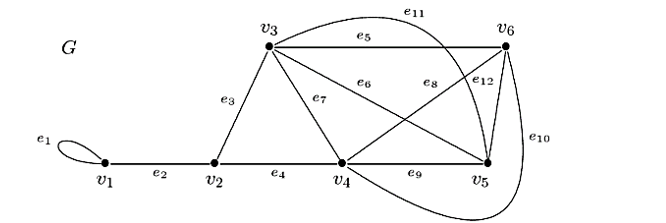 e₁₁
v₃ v₆
G e₅
e₆ e₈ e₁₂
e₃ e₇
e₁ e₁₀
e₂ e₄ e₉
v₁ v₂ v₄ v₅